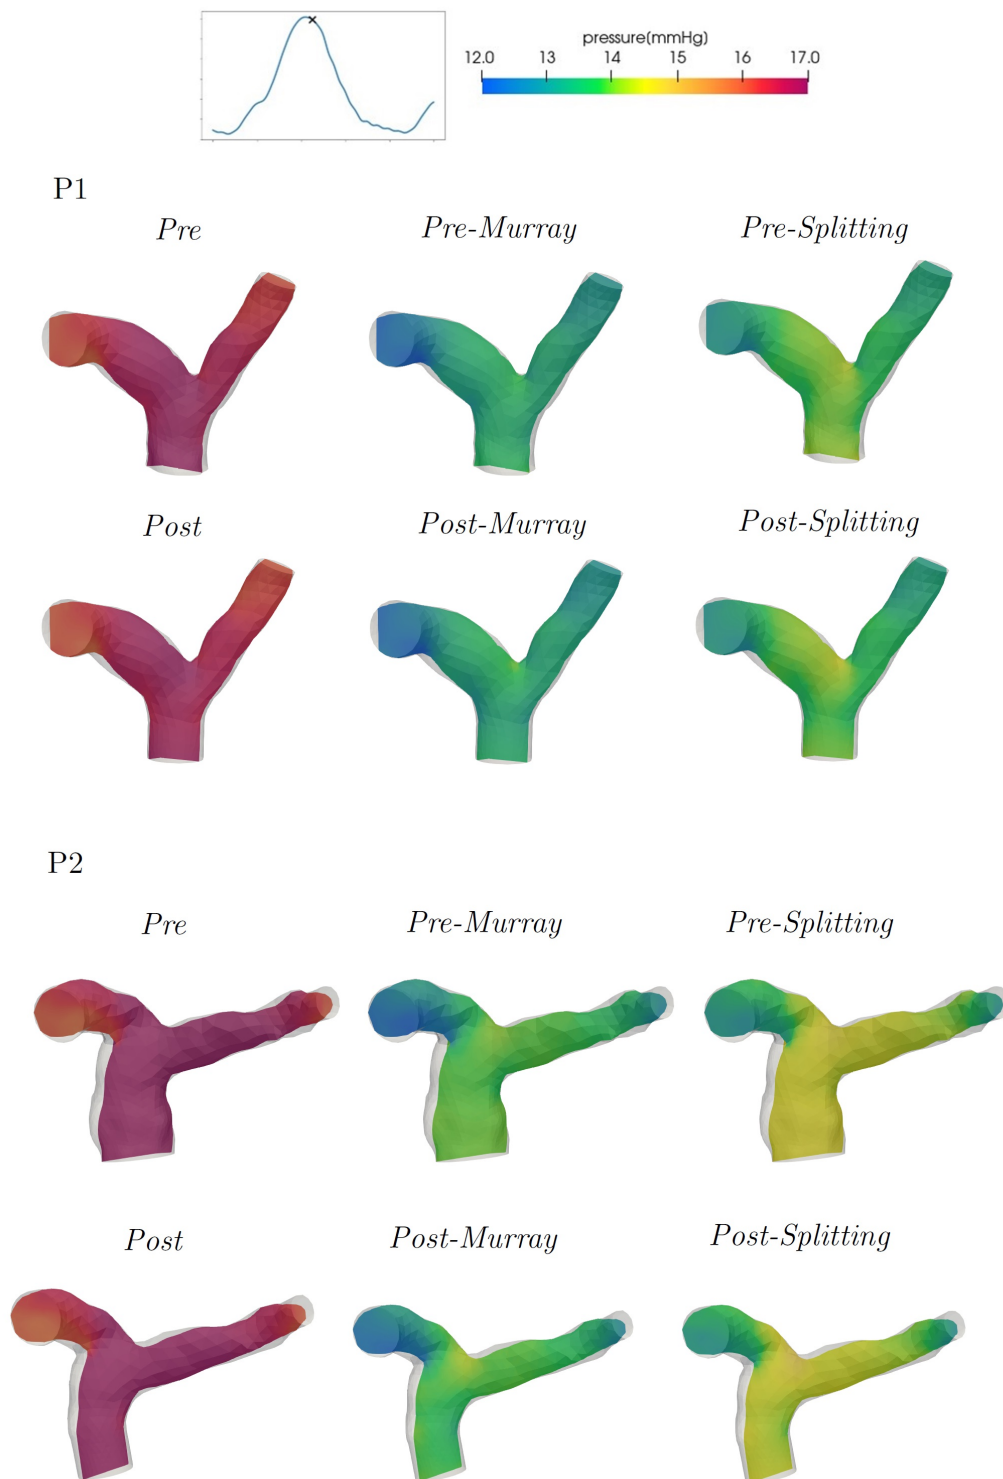 pressure[mmHg]
12.0 13 14 15 16 17.0
P1
Pre Pre-Murray Pre-Splitting
Post Post-Murray Post-Splitting
P2
Pre Pre-Murray Pre-Splitting
Post Post-Murray Post-Splitting